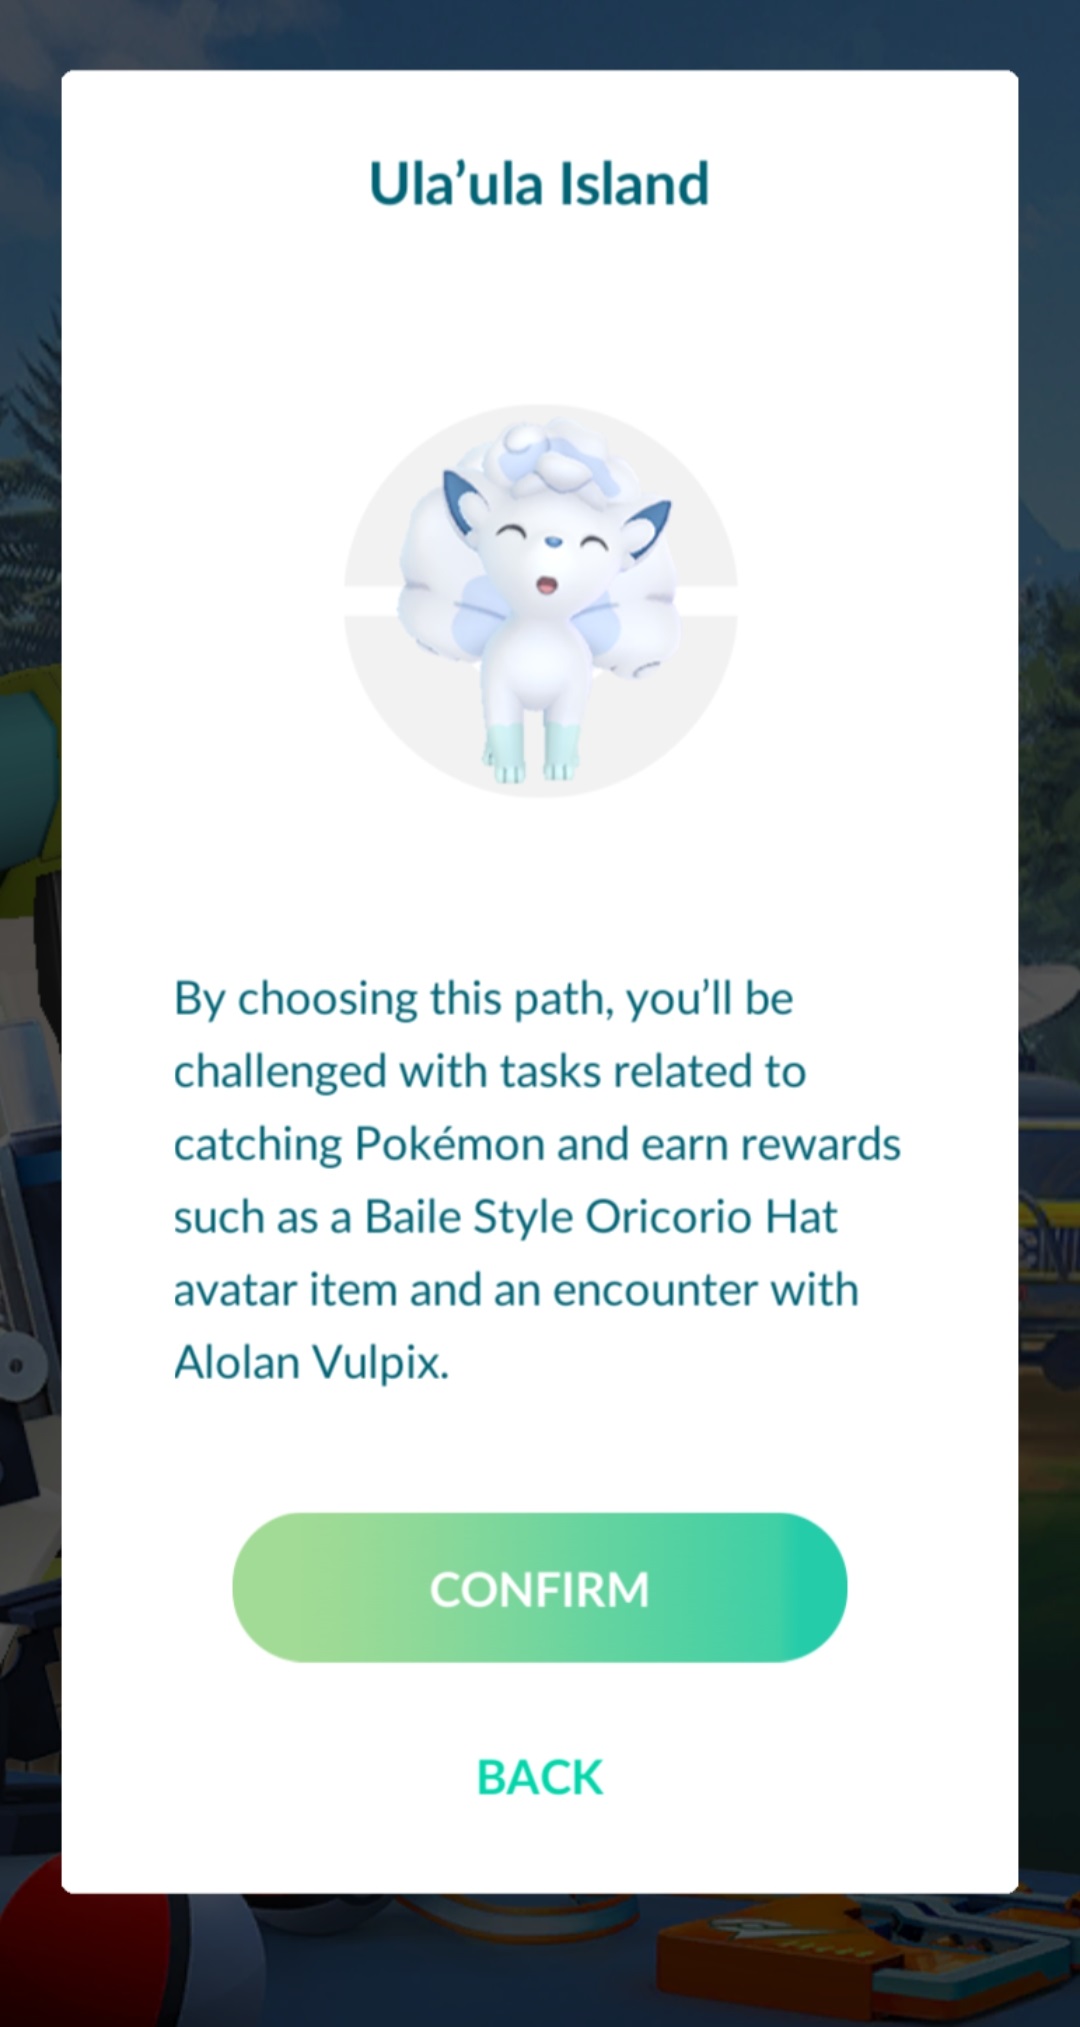 Ula’ula Island
By choosing this path, you’ll be
challenged with tasks related to
catching Pokémon and earn rewards
such as a Baile Style Oricorio Hat
avatar item and an encounter with
Alolan Vulpix.
CONFIRM
BACK